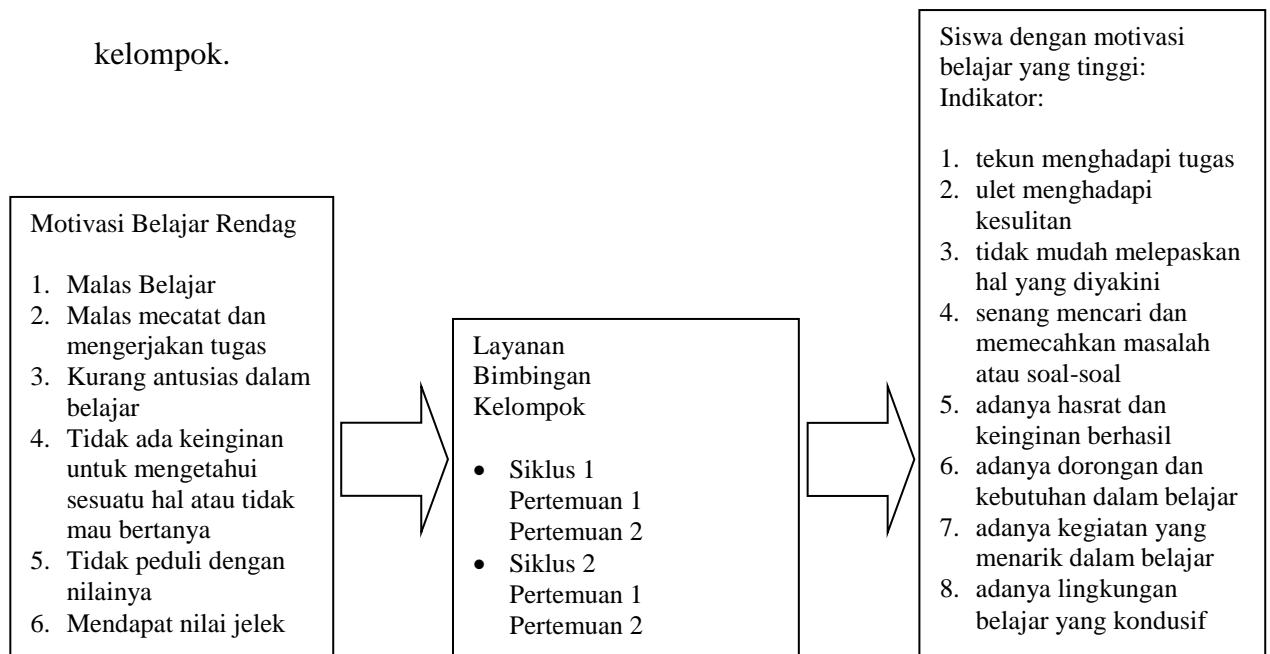 kelompok.
Motivasi Belajar Rendag
1. Malas Belajar
2. Malas mecatat dan
mengerjakan tugas
3. Kurang antusias dalam
belajar
4. Tidak ada keinginan
untuk mengetahui
sesuatu hal atau tidak
mau bertanya
5. Tidak peduli dengan
nilainya
6. Mendapat nilai jelek
Layanan
Bimbingan
Kelompok
• Siklus 1
Pertemuan 1
Pertemuan 2
• Siklus 2
Pertemuan 1
Pertemuan 2
Siswa dengan motivasi
belajar yang tinggi:
Indikator:
1. tekun menghadapi tugas
2. ulet menghadapi
kesulitan
3. tidak mudah melepaskan
hal yang diyakini
4. senang mencari dan
memecahkan masalah
atau soal-soal
5. adanya hasrat dan
keinginan berhasil
6. adanya dorongan dan
kebutuhan dalam belajar
7. adanya kegiatan yang
menarik dalam belajar
8. adanya lingkungan
belajar yang kondusif